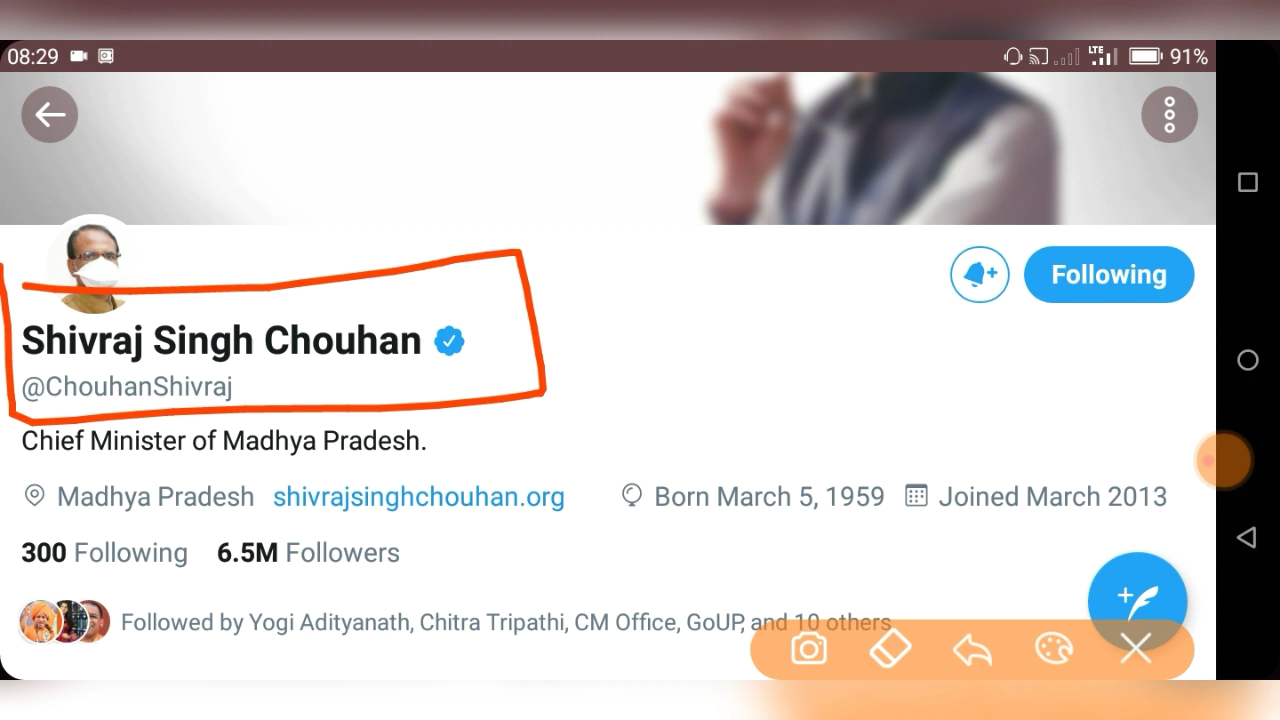 08:29 LTE 91%
Following
Shivraj Singh Chouhan
@ChouhanShivraj
Chief Minister of Madhya Pradesh.
Madhya Pradesh shivrajsinghchouhan.org Born March 5, 1959 Joined March 2013
300 Following 6.5M Followers
Followed by Yogi Adityanath, Chitra Tripathi, CM Office, GoUP, and 10 others